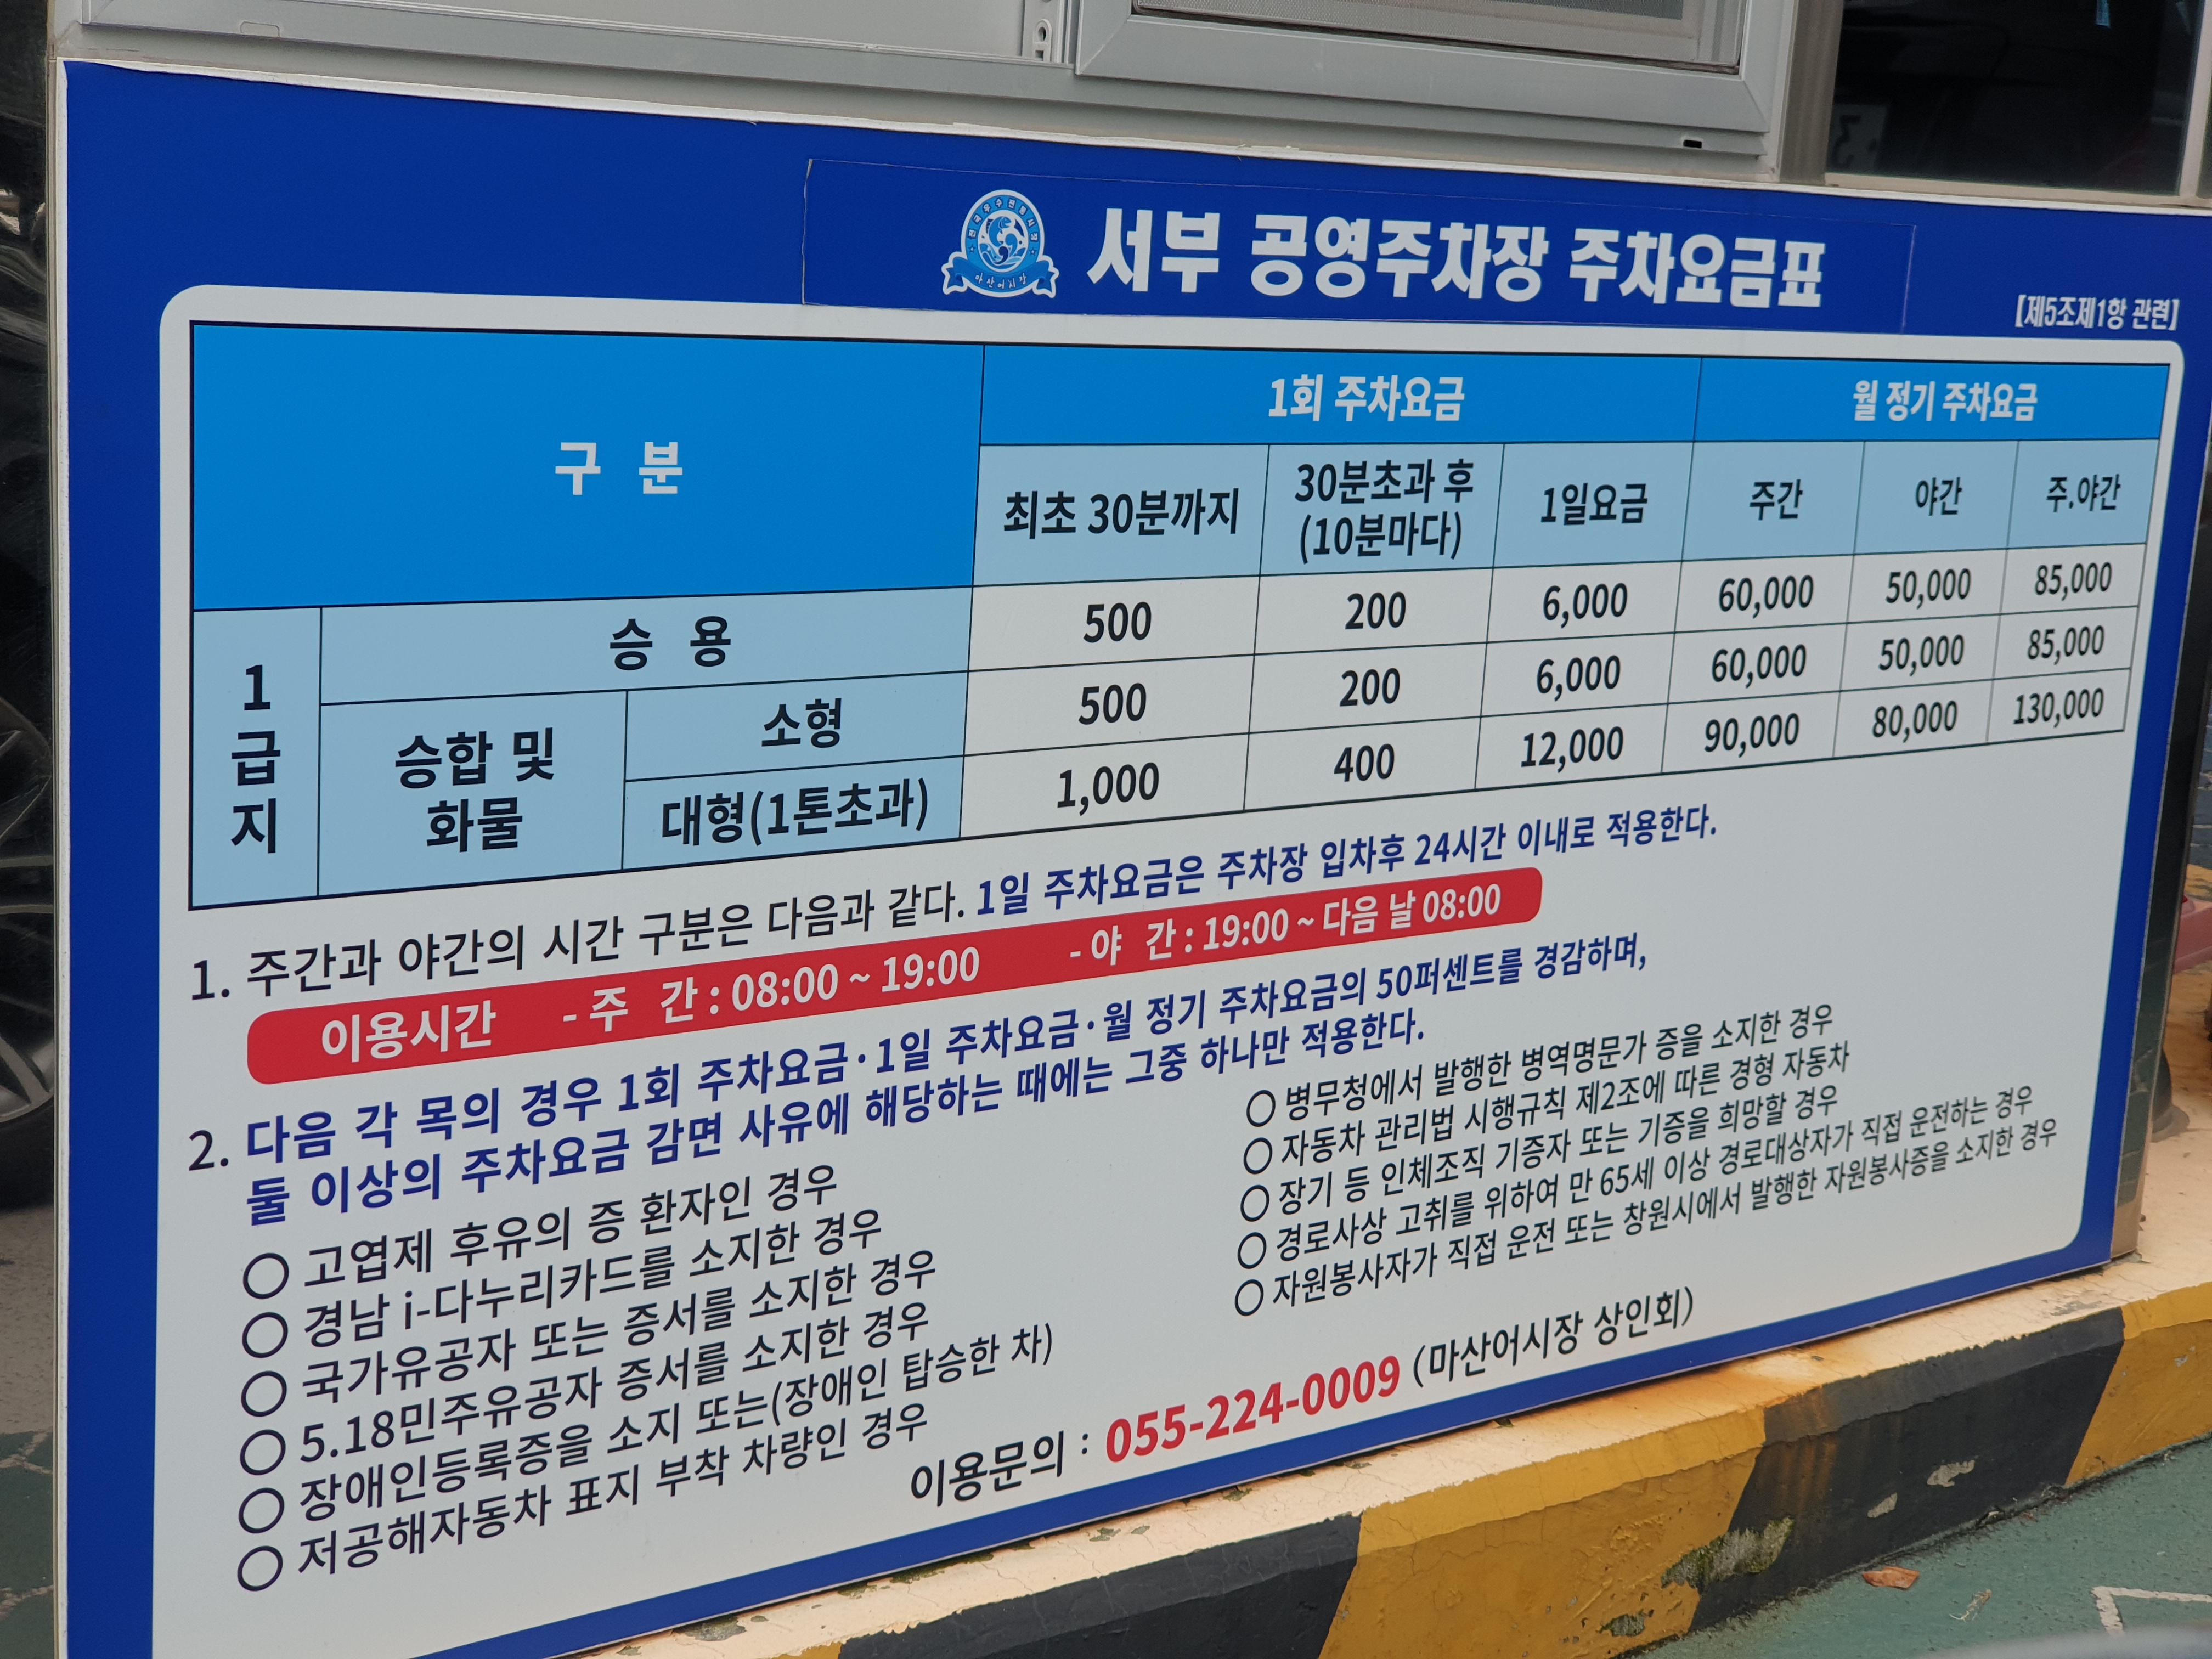 전국우수전통시장
마산어시장
서부 공영주차장 주차요금표
【제5조제1항 관련】
구 분
1회 주차요금
월 정기 주차요금
최초 30분까지
30분초과 후
(10분마다)
1일요금
주간
야간
주.야간
1
급
지
승 용
500
200
6,000
60,000
50,000
85,000
승합 및
화물
소형
500
200
6,000
60,000
50,000
85,000
대형(1톤초과)
1,000
400
12,000
90,000
80,000
130,000
1. 주간과 야간의 시간 구분은 다음과 같다. 1일 주차요금은 주차장 입차후 24시간 이내로 적용한다.
이용시간 - 주 간 : 08:00 ~ 19:00 - 야 간 : 19:00 ~ 다음 날 08:00
2. 다음 각 목의 경우 1회 주차요금·1일 주차요금·월 정기 주차요금의 50퍼센트를 경감하며,
둘 이상의 주차요금 감면 사유에 해당하는 때에는 그중 하나만 적용한다.
○ 고엽제 후유의 증 환자인 경우
○ 경남 i-다누리카드를 소지한 경우
○ 국가유공자 또는 증서를 소지한 경우
○ 5.18민주유공자 증서를 소지한 경우
○ 장애인등록증을 소지 또는(장애인 탑승한 차)
○ 저공해자동차 표지 부착 차량인 경우
○ 병무청에서 발행한 병역명문가 증을 소지한 경우
○ 자동차 관리법 시행규칙 제2조에 따른 경형 자동차
○ 장기 등 인체조직 기증자 또는 기증을 희망할 경우
○ 경로사상 고취를 위하여 만 65세 이상 경로대상자가 직접 운전하는 경우
○ 자원봉사자가 직접 운전 또는 창원시에서 발행한 자원봉사증을 소지한 경우
이용문의 : 055-224-0009 (마산어시장 상인회)